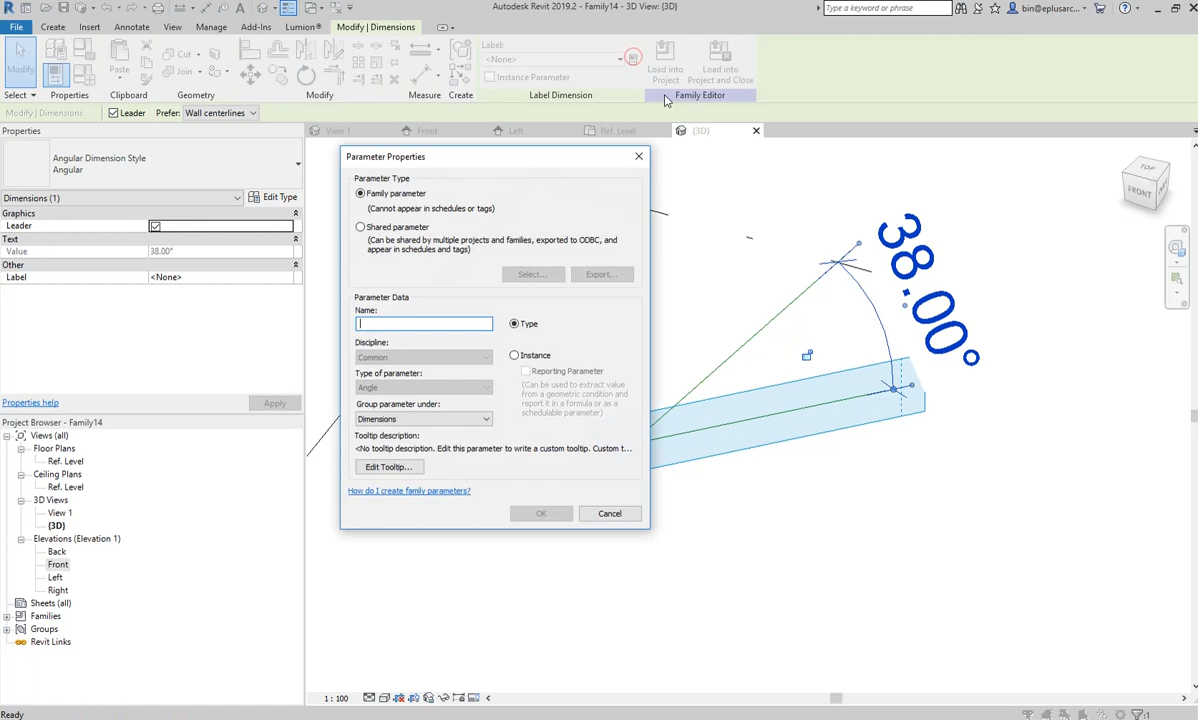 Autodesk Revit 2019.2 - Family14 - 3D View: {3D}
Type a keyword or phrase
bin@eplusarc...
File Create Insert Annotate View Manage Add-Ins Lumion® Modify | Dimensions
Modify
Paste
Cut
Join
Label:
<None>
Instance Parameter
Load into
Project
Load into
Project and Close
Select Properties Clipboard Geometry Modify Measure Create Label Dimension Family Editor
Modify | Dimensions
Leader Prefer: Wall centerlines
Properties
View 1 Front Left Ref. Level {3D}
Angular Dimension Style
Angular
Dimensions (1)
Edit Type
Graphics
Leader
Text
Value 38.00°
Other
Label <None>
Properties help
Apply
Project Browser - Family14
Views (all)
Floor Plans
Ref. Level
Ceiling Plans
Ref. Level
3D Views
View 1
{3D}
Elevations (Elevation 1)
Back
Front
Left
Right
Sheets (all)
Families
Groups
Revit Links
Parameter Properties
Parameter Type
Family parameter
(Cannot appear in schedules or tags)
Shared parameter
(Can be shared by multiple projects and families, exported to ODBC, and
appear in schedules and tags)
Select... Export...
Parameter Data
Name:
Type
Discipline:
Common
Instance
Type of parameter:
Angle
Reporting Parameter
(Can be used to extract value
from a geometric condition and
report it in a formula or as a
schedulable parameter)
Group parameter under:
Dimensions
Tooltip description:
<No tooltip description. Edit this parameter to write a custom tooltip. Custom t...
Edit Tooltip...
How do I create family parameters?
OK Cancel
38.00°
TOP
FRONT
1 : 100
Ready
:1